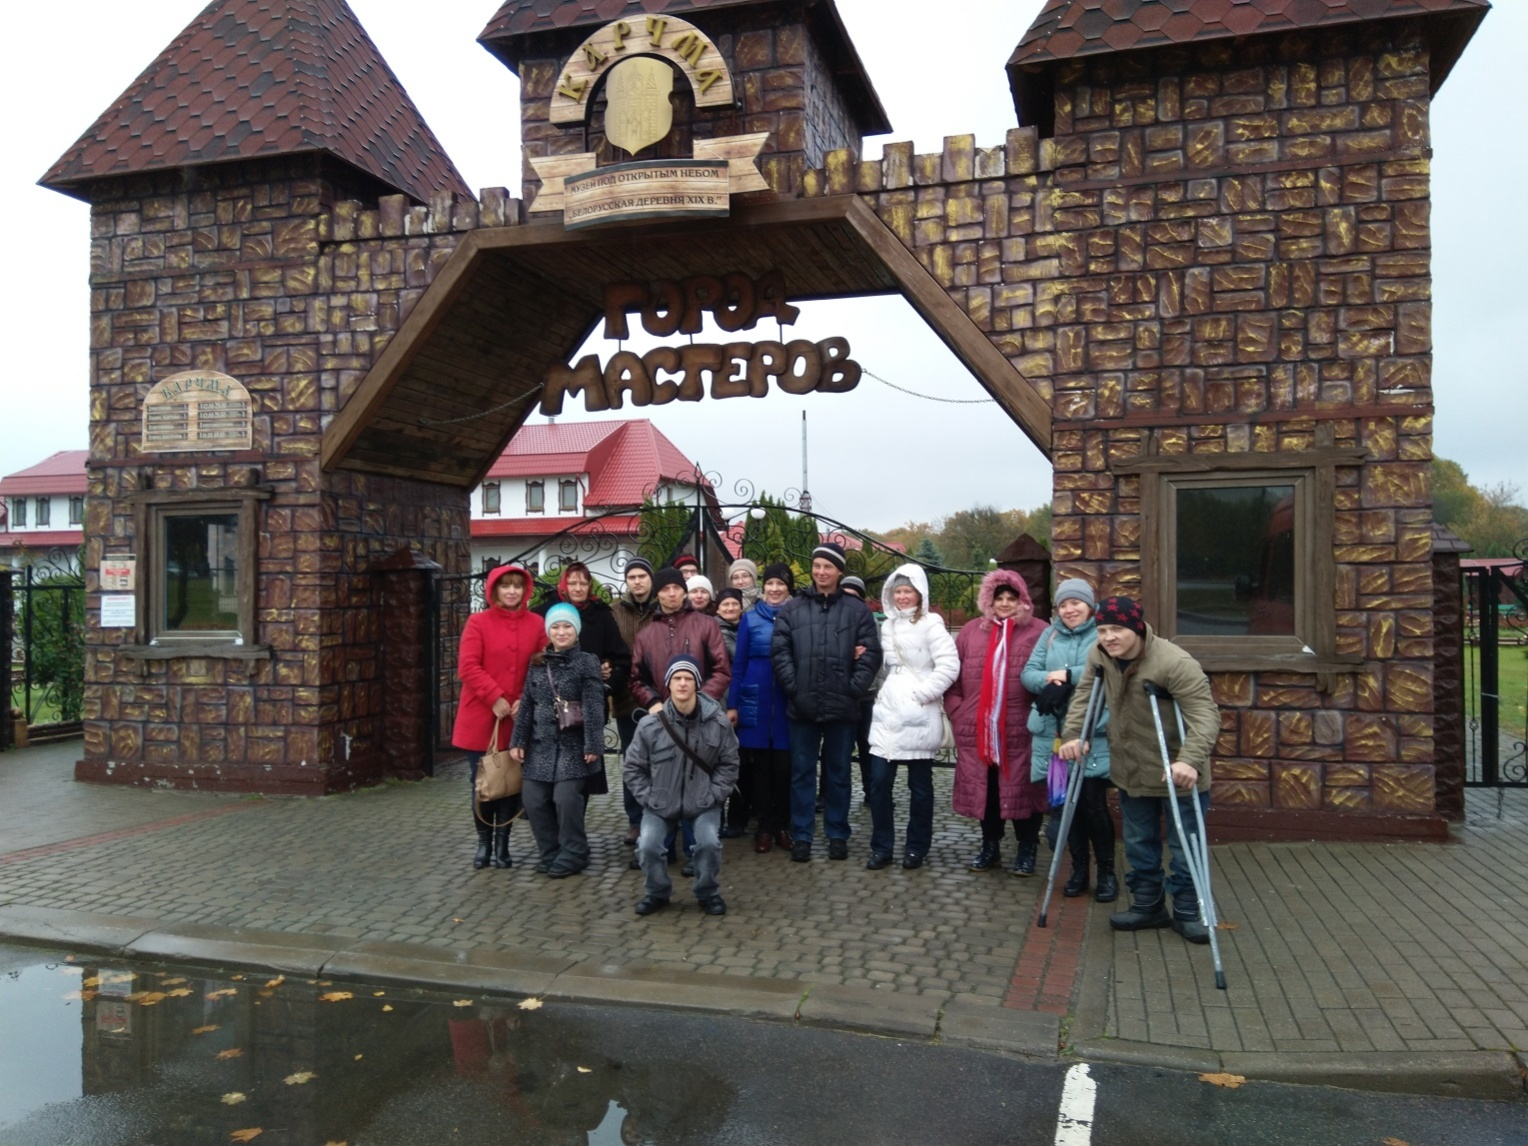 КАРЧМА
МУЗЕЙ ПОД ОТКРЫТЫМ НЕБОМ
"БЕЛОРУССКАЯ ДЕРЕВНЯ XIX В."
ГОРОД
МАСТЕРОВ
КАРЧМА